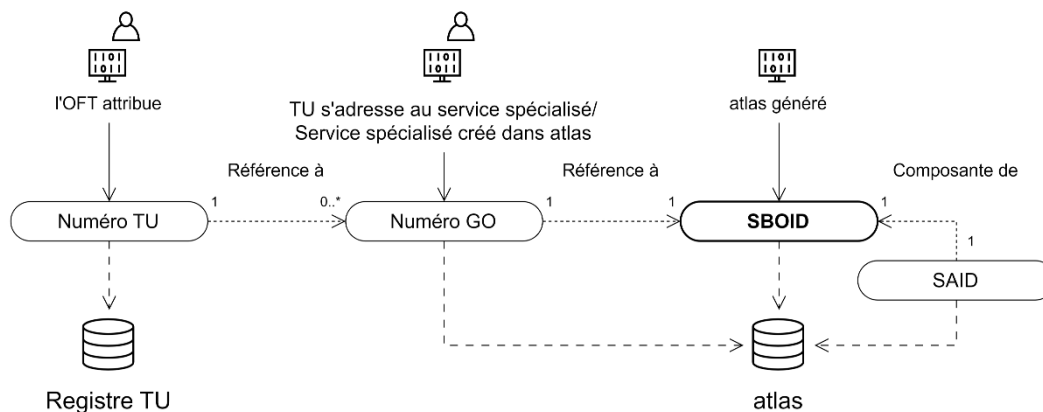 l'OFT attribue
TU s'adresse au service spécialisé/
Service spécialisé créé dans atlas
atlas généré
Référence à
Référence à
Composante de
Numéro TU
1
0..*
Numéro GO
1
1
SBOID
1
1
SAID
Registre TU
atlas